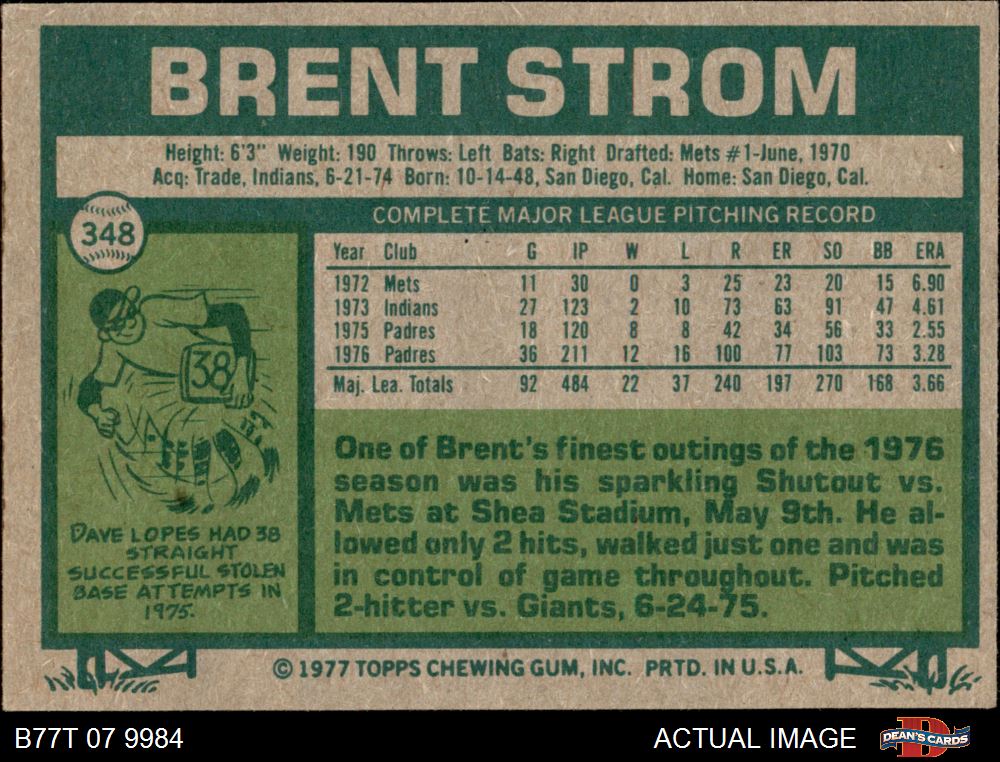 BRENT STROM
Height: 6'3" Weight: 190 Throws: Left Bats: Right Drafted: Mets #1-June, 1970
Acq: Trade, Indians, 6-21-74 Born: 10-14-48, San Diego, Cal. Home: San Diego, Cal.
348
COMPLETE MAJOR LEAGUE PITCHING RECORD
Year Club G IP W L R ER SO BB ERA
1972 Mets 11 30 0 3 25 23 20 15 6.90
1973 Indians 27 123 2 10 73 63 91 47 4.61
1975 Padres 18 120 8 8 42 34 56 33 2.55
1976 Padres 36 211 12 16 100 77 103 73 3.28
Maj. Lea. Totals 92 484 22 37 240 197 270 168 3.66
38
DAVE LOPES HAD 38
STRAIGHT
SUCCESSFUL STOLEN
BASE ATTEMPTS IN
1975.
One of Brent's finest outings of the 1976
season was his sparkling Shutout vs.
Mets at Shea Stadium, May 9th. He al-
lowed only 2 hits, walked just one and was
in control of game throughout. Pitched
2-hitter vs. Giants, 6-24-75.
© 1977 TOPPS CHEWING GUM, INC. PRTD. IN U.S.A.
B77T 07 9984
ACTUAL IMAGE
DEAN'S CARDS